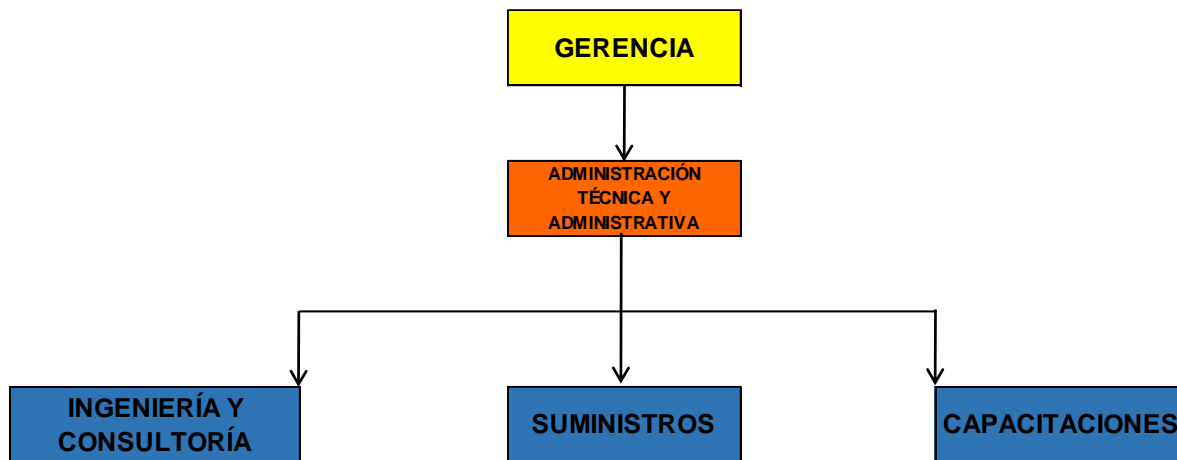 GERENCIA
ADMINISTRACIÓN
TÉCNICA Y
ADMINISTRATIVA
INGENIERÍA Y
CONSULTORÍA
SUMINISTROS
CAPACITACIONES